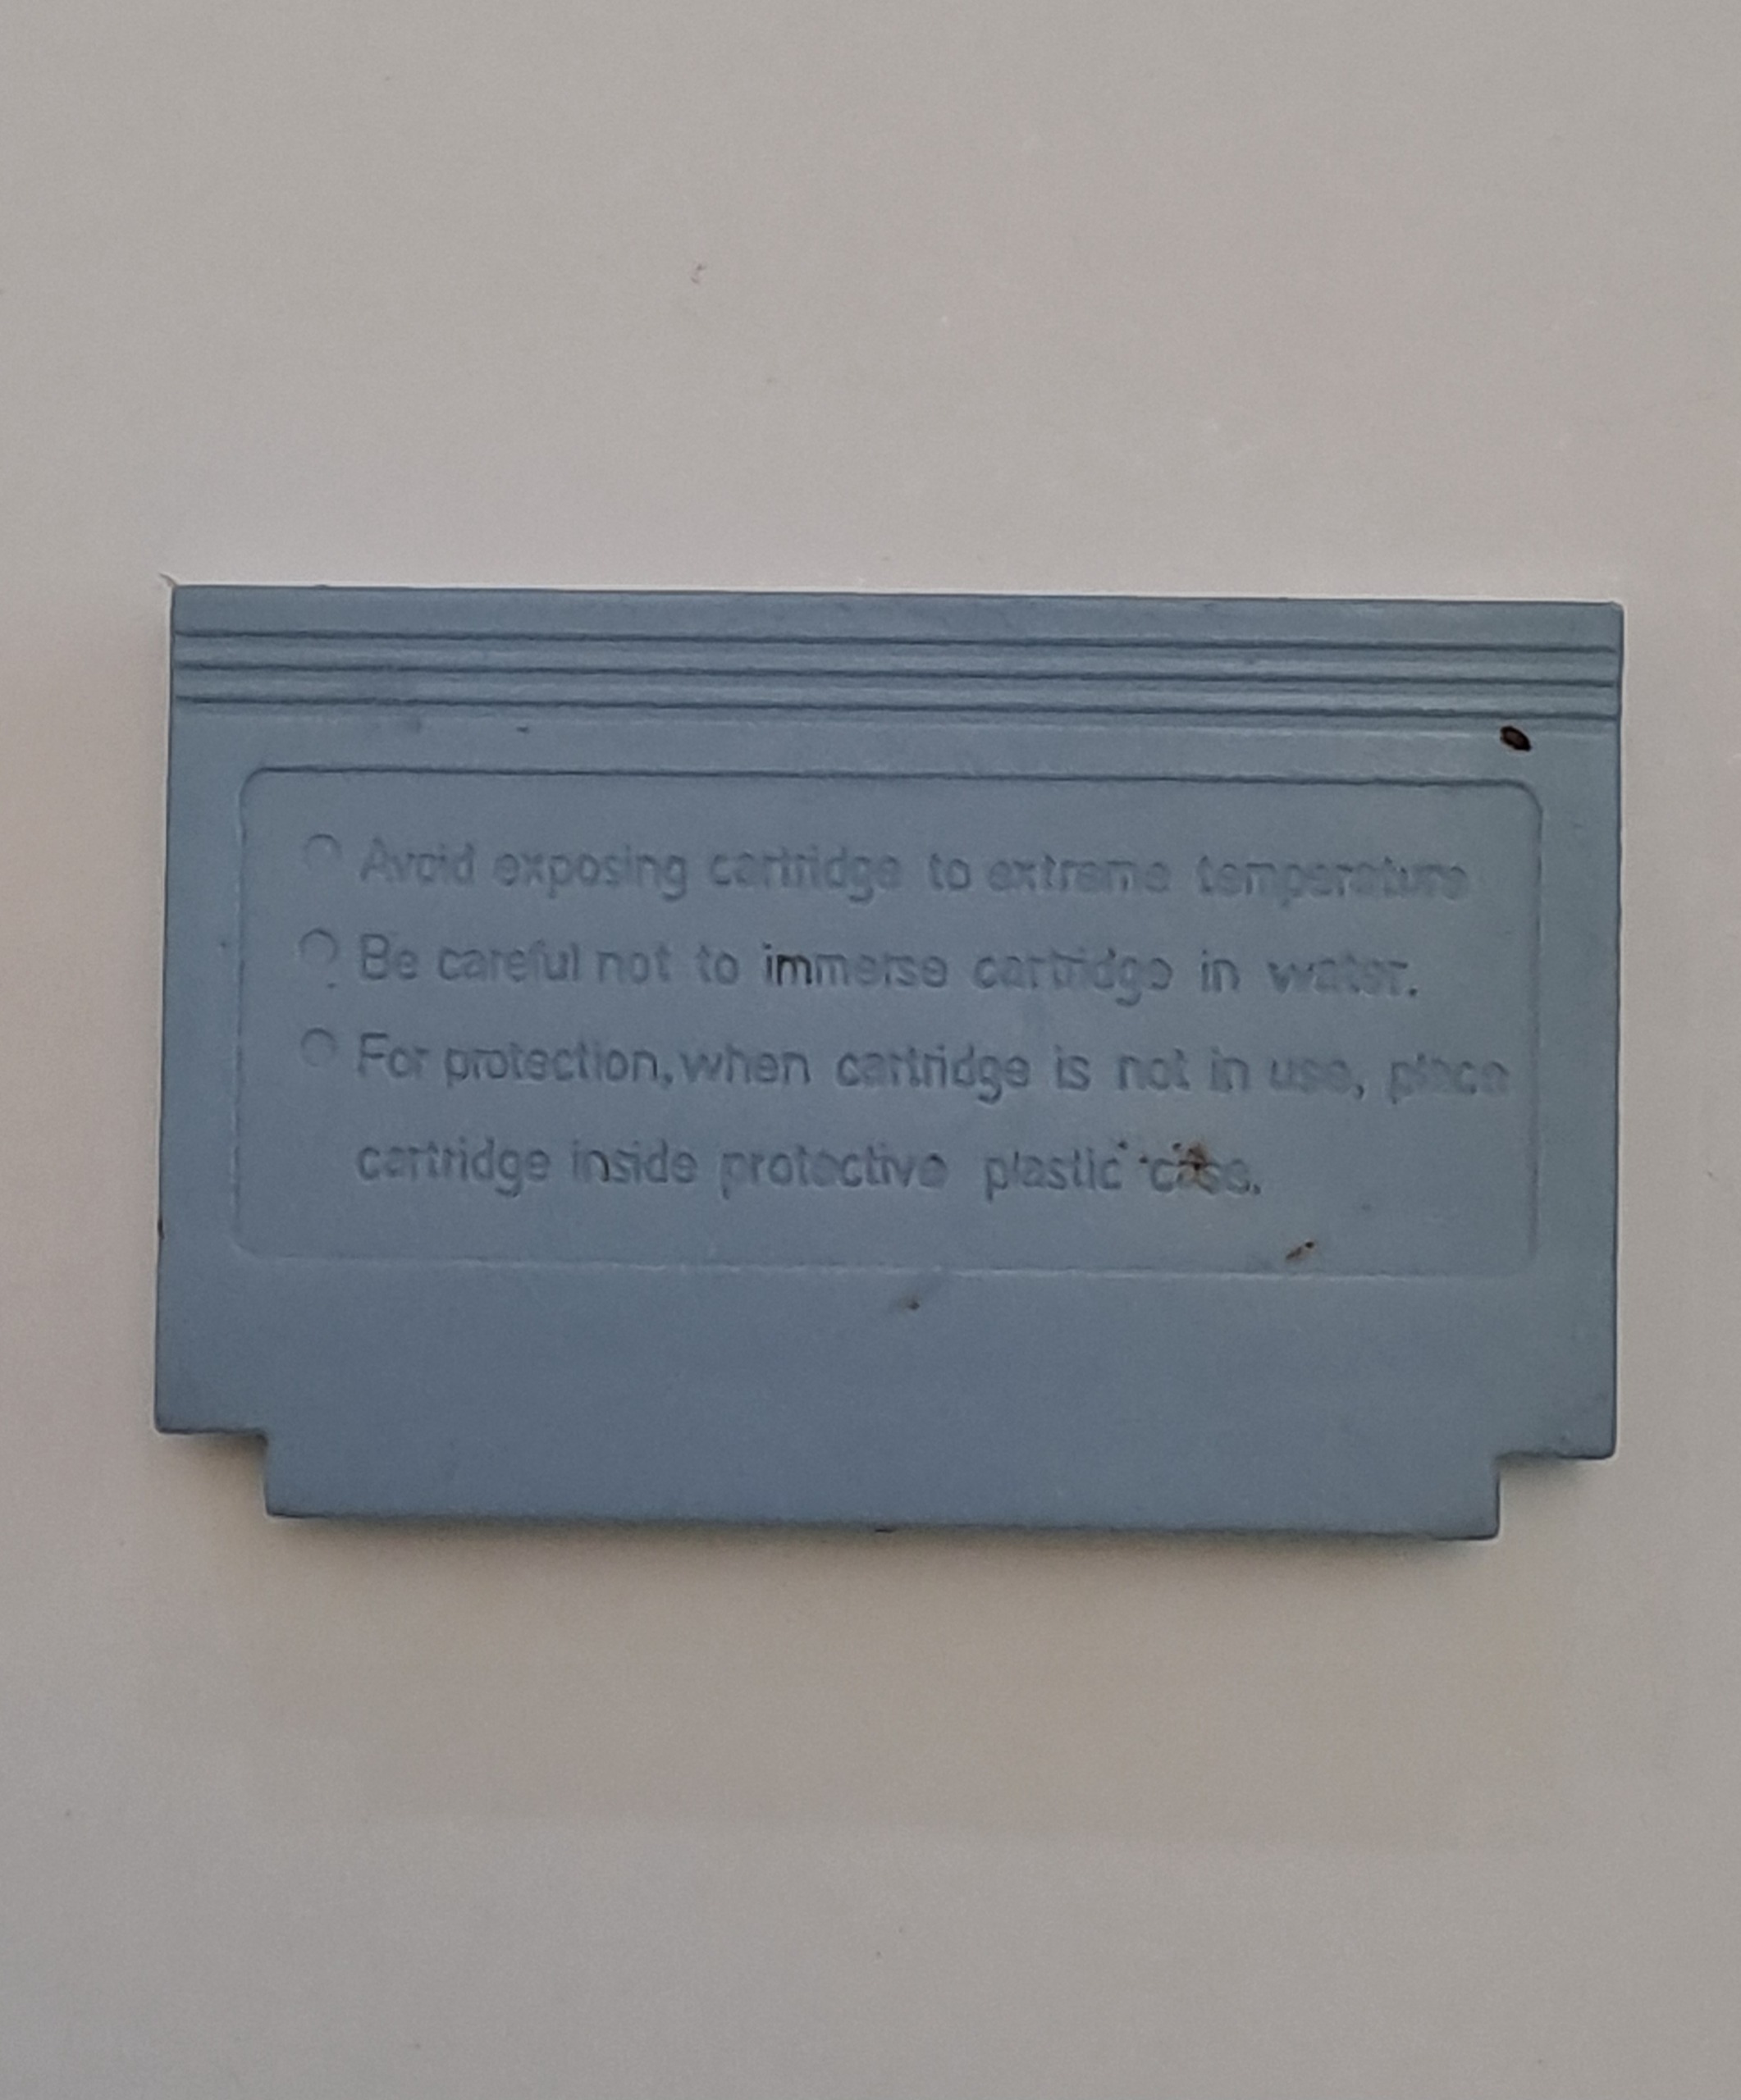 ○ Avoid exposing cartridge to extreme temperature
○ Be careful not to immerse cartridge in water.
○ For protection, when cartridge is not in use, place
cartridge inside protective plastic case.